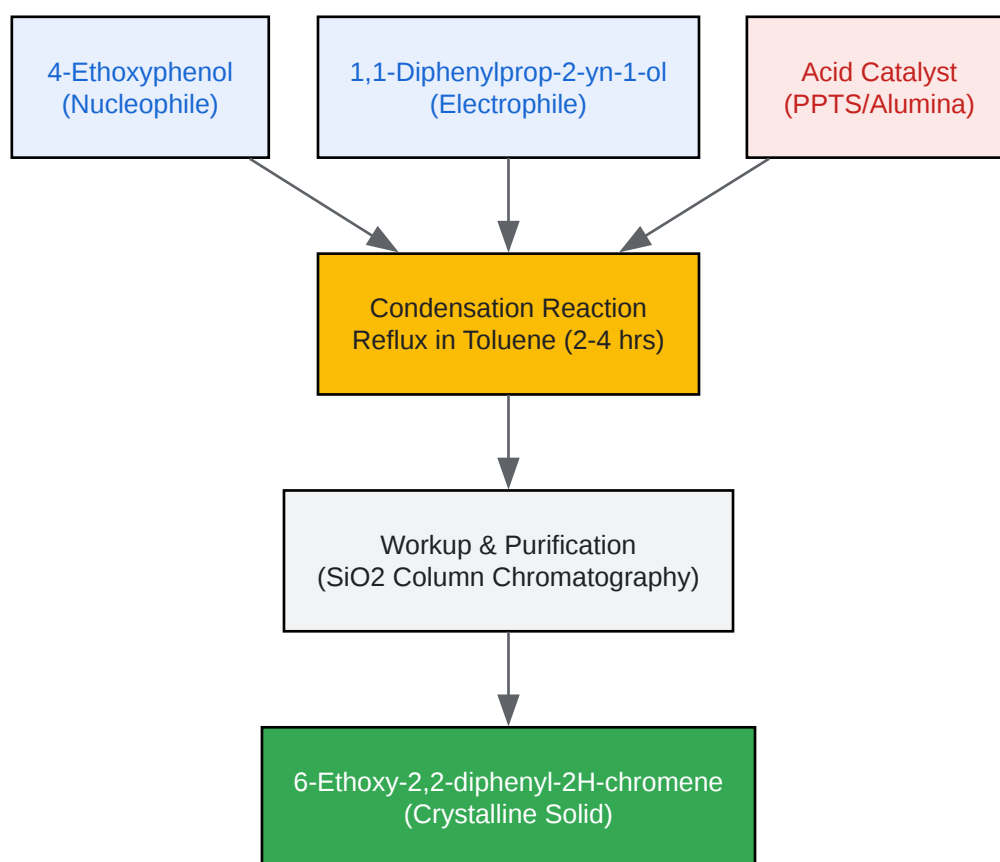 4-Ethoxyphenol
(Nucleophile)
1,1-Diphenylprop-2-yn-1-ol
(Electrophile)
Acid Catalyst
(PPTS/Alumina)
Condensation Reaction
Reflux in Toluene (2-4 hrs)
Workup & Purification
(SiO2 Column Chromatography)
6-Ethoxy-2,2-diphenyl-2H-chromene
(Crystalline Solid)